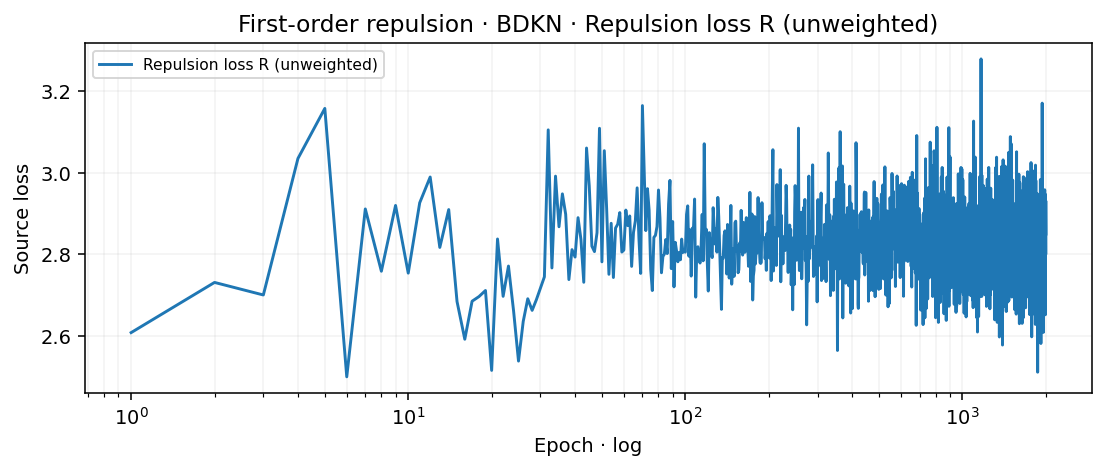 First-order repulsion · BDKN · Repulsion loss R (unweighted)
Repulsion loss R (unweighted)
Source loss
3.2
3.0
2.8
2.6
10⁰
10¹
10²
10³
Epoch · log